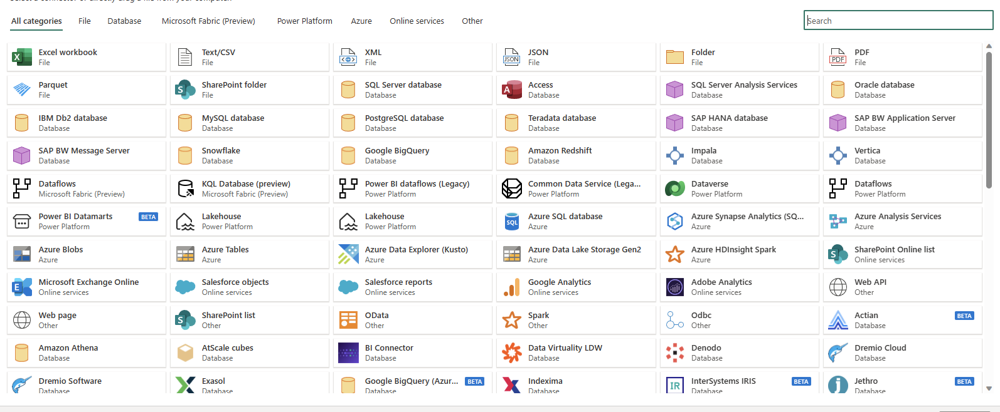 Select a connector or directly drag a file from your computer.
All categories File Database Microsoft Fabric (Preview) Power Platform Azure Online services Other Search
Excel workbook Text/CSV XML JSON Folder PDF
File File File File File File
Parquet SharePoint folder SQL Server database Access SQL Server Analysis Services Oracle database
File File Database Database Database Database
IBM Db2 database MySQL database PostgreSQL database Teradata database SAP HANA database SAP BW Application Server
Database Database Database Database Database Database
SAP BW Message Server Snowflake Google BigQuery Amazon Redshift Impala Vertica
Database Database Database Database Database Database
Dataflows KQL Database (preview) Power BI dataflows (Legacy) Common Data Service (Lega... Dataverse Dataflows
Microsoft Fabric (Preview) Microsoft Fabric (Preview) Power Platform Power Platform Power Platform Power Platform
Power BI Datamarts BETA Lakehouse Lakehouse Azure SQL database Azure Synapse Analytics (SQ... Azure Analysis Services
Power Platform Power Platform Power Platform Azure Azure Azure
Azure Blobs Azure Tables Azure Data Explorer (Kusto) Azure Data Lake Storage Gen2 Azure HDInsight Spark SharePoint Online list
Azure Azure Azure Azure Azure Online services
Microsoft Exchange Online Salesforce objects Salesforce reports Google Analytics Adobe Analytics Web API
Online services Online services Online services Online services Online services Other
Web page SharePoint list OData Spark Odbc Actian BETA
Other Other Other Other Other Database
Amazon Athena AtScale cubes BI Connector Data Virtuality LDW Denodo Dremio Cloud
Database Database Database Database Database Database
Dremio Software Exasol Google BigQuery (Azur... BETA Indexima InterSystems IRIS BETA Jethro BETA
Database Database Database Database Database Database